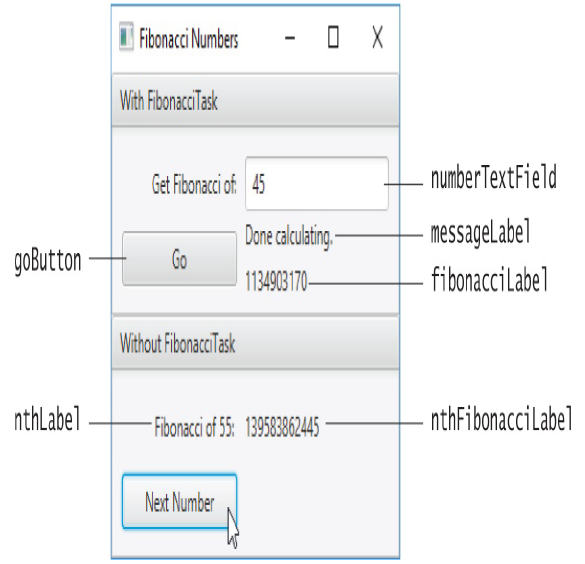 Fibonacci Numbers
With FibonacciTask
Get Fibonacci of: 45 numberTextField
Done calculating. messageLabel
goButton Go
1134903170 fibonacciLabel
Without FibonacciTask
nthLabel Fibonacci of 55: 139583862445 nthFibonacciLabel
Next Number